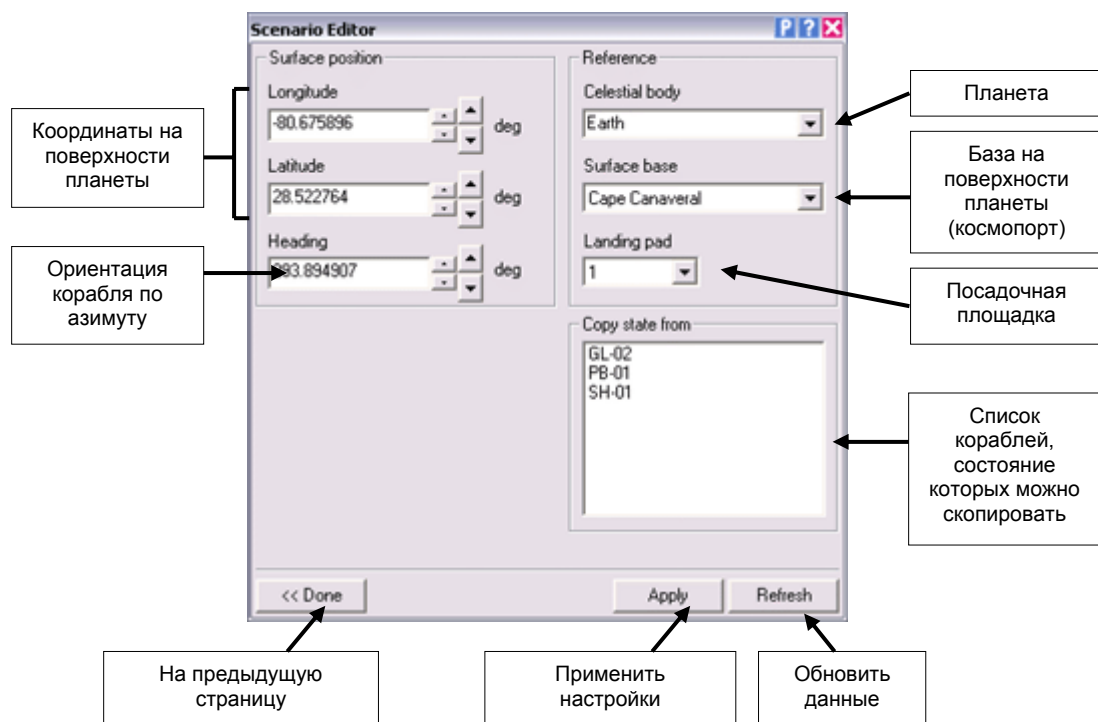 Scenario Editor
P ? X
Surface position
Longitude
-80.675896
deg
Latitude
28.522764
deg
Heading
deg
Reference
Celestial body
Earth
Surface base
Cape Canaveral
Landing pad
1
Copy state from
GL-02
PB-01
SH-01
<< Done
Apply
Refresh
Координаты на
поверхности
планеты
Ориентация
корабля по
азимуту
Планета
База на
поверхности
планеты
(космопорт)
Посадочная
площадка
Список
кораблей,
состояние
которых можно
скопировать
На предыдущую
страницу
Применить
настройки
Обновить
данные